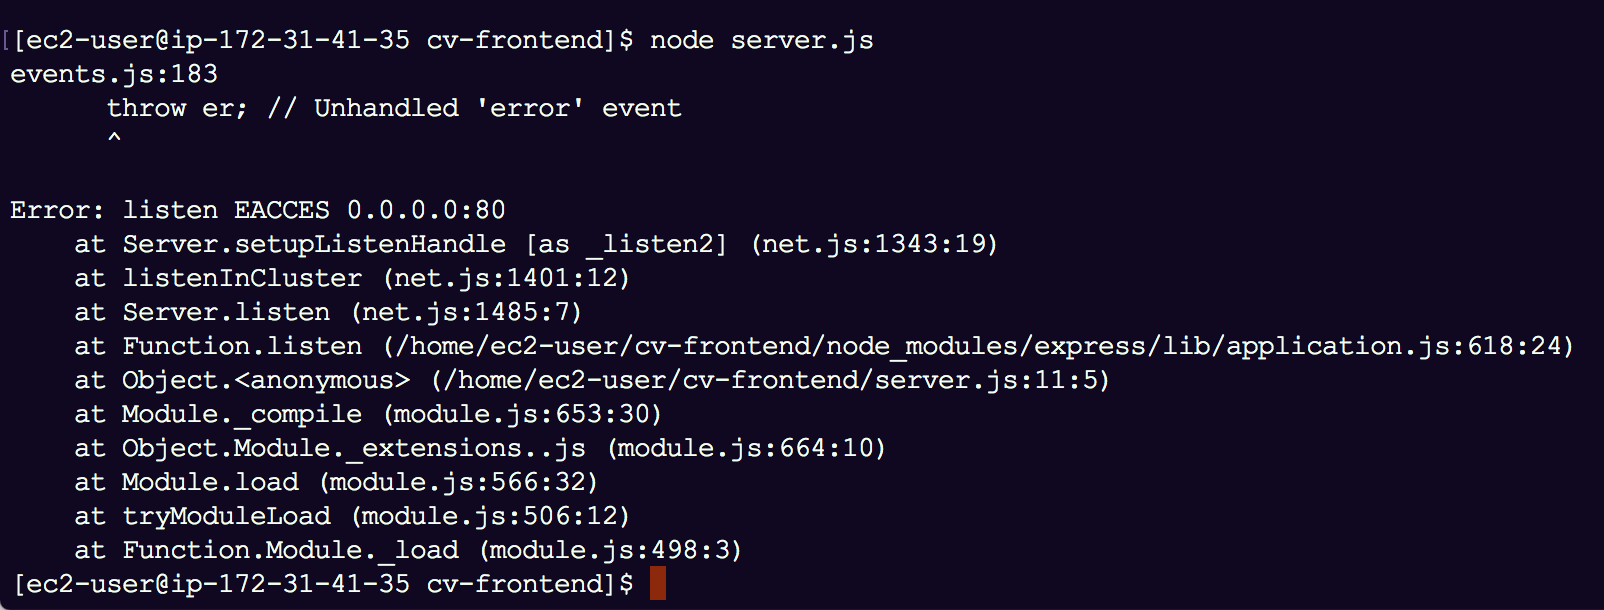 [[ec2-user@ip-172-31-41-35 cv-frontend]$ node server.js
events.js:183
      throw er; // Unhandled 'error' event
      ^

Error: listen EACCES 0.0.0.0:80
    at Server.setupListenHandle [as _listen2] (net.js:1343:19)
    at listenInCluster (net.js:1401:12)
    at Server.listen (net.js:1485:7)
    at Function.listen (/home/ec2-user/cv-frontend/node_modules/express/lib/application.js:618:24)
    at Object.<anonymous> (/home/ec2-user/cv-frontend/server.js:11:5)
    at Module._compile (module.js:653:30)
    at Object.Module._extensions..js (module.js:664:10)
    at Module.load (module.js:566:32)
    at tryModuleLoad (module.js:506:12)
    at Function.Module._load (module.js:498:3)
[ec2-user@ip-172-31-41-35 cv-frontend]$